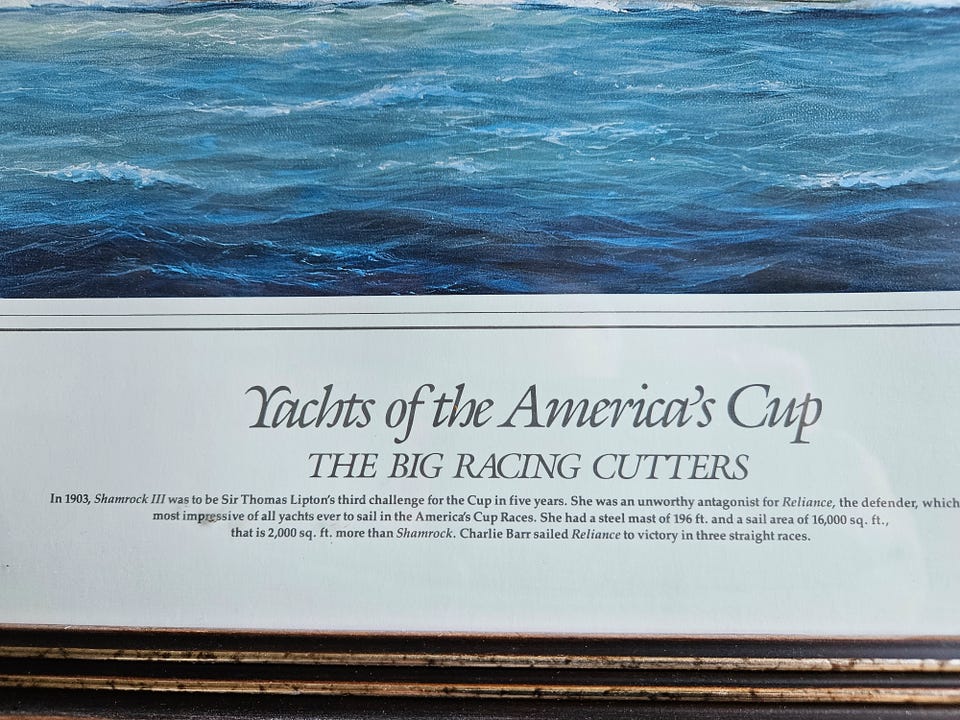 Yachts of the America's Cup
THE BIG RACING CUTTERS
In 1903, Shamrock III was to be Sir Thomas Lipton's third challenge for the Cup in five years. She was an unworthy antagonist for Reliance, the defender, which
most impressive of all yachts ever to sail in the America's Cup Races. She had a steel mast of 196 ft. and a sail area of 16,000 sq. ft.,
that is 2,000 sq. ft. more than Shamrock. Charlie Barr sailed Reliance to victory in three straight races.